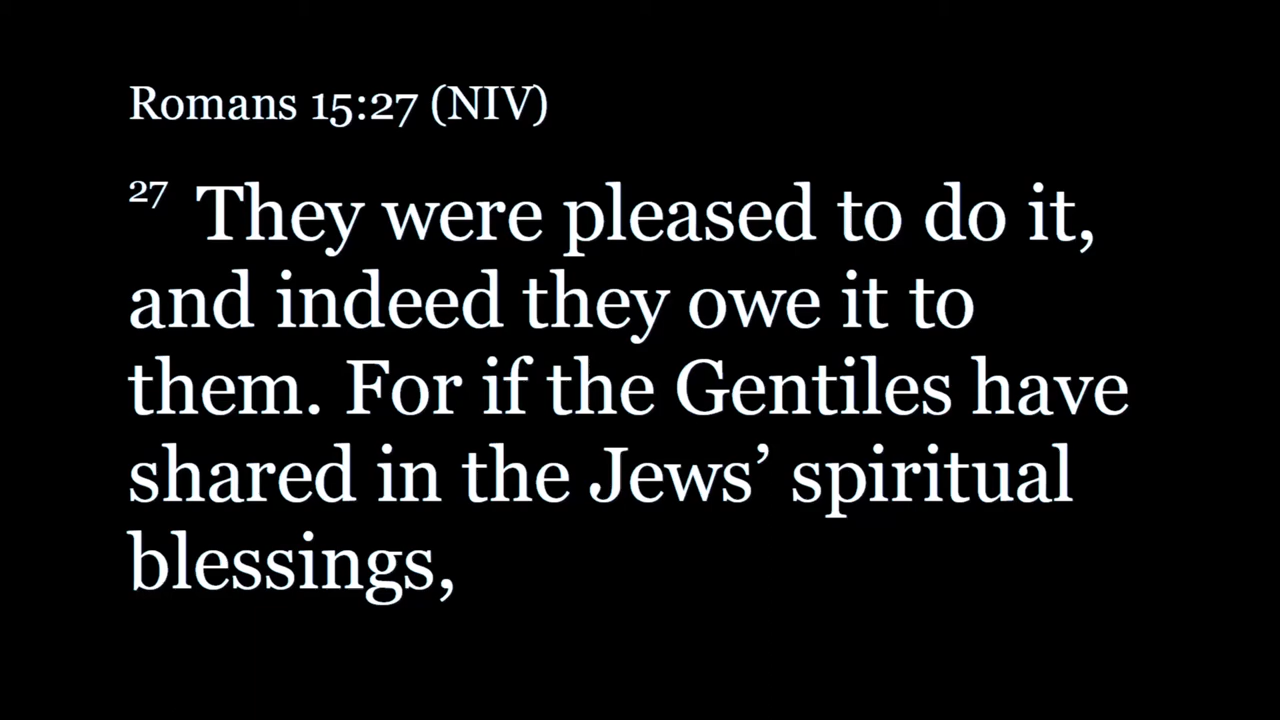 Romans 15:27 (NIV)
27 They were pleased to do it,
and indeed they owe it to
them. For if the Gentiles have
shared in the Jews’ spiritual
blessings,